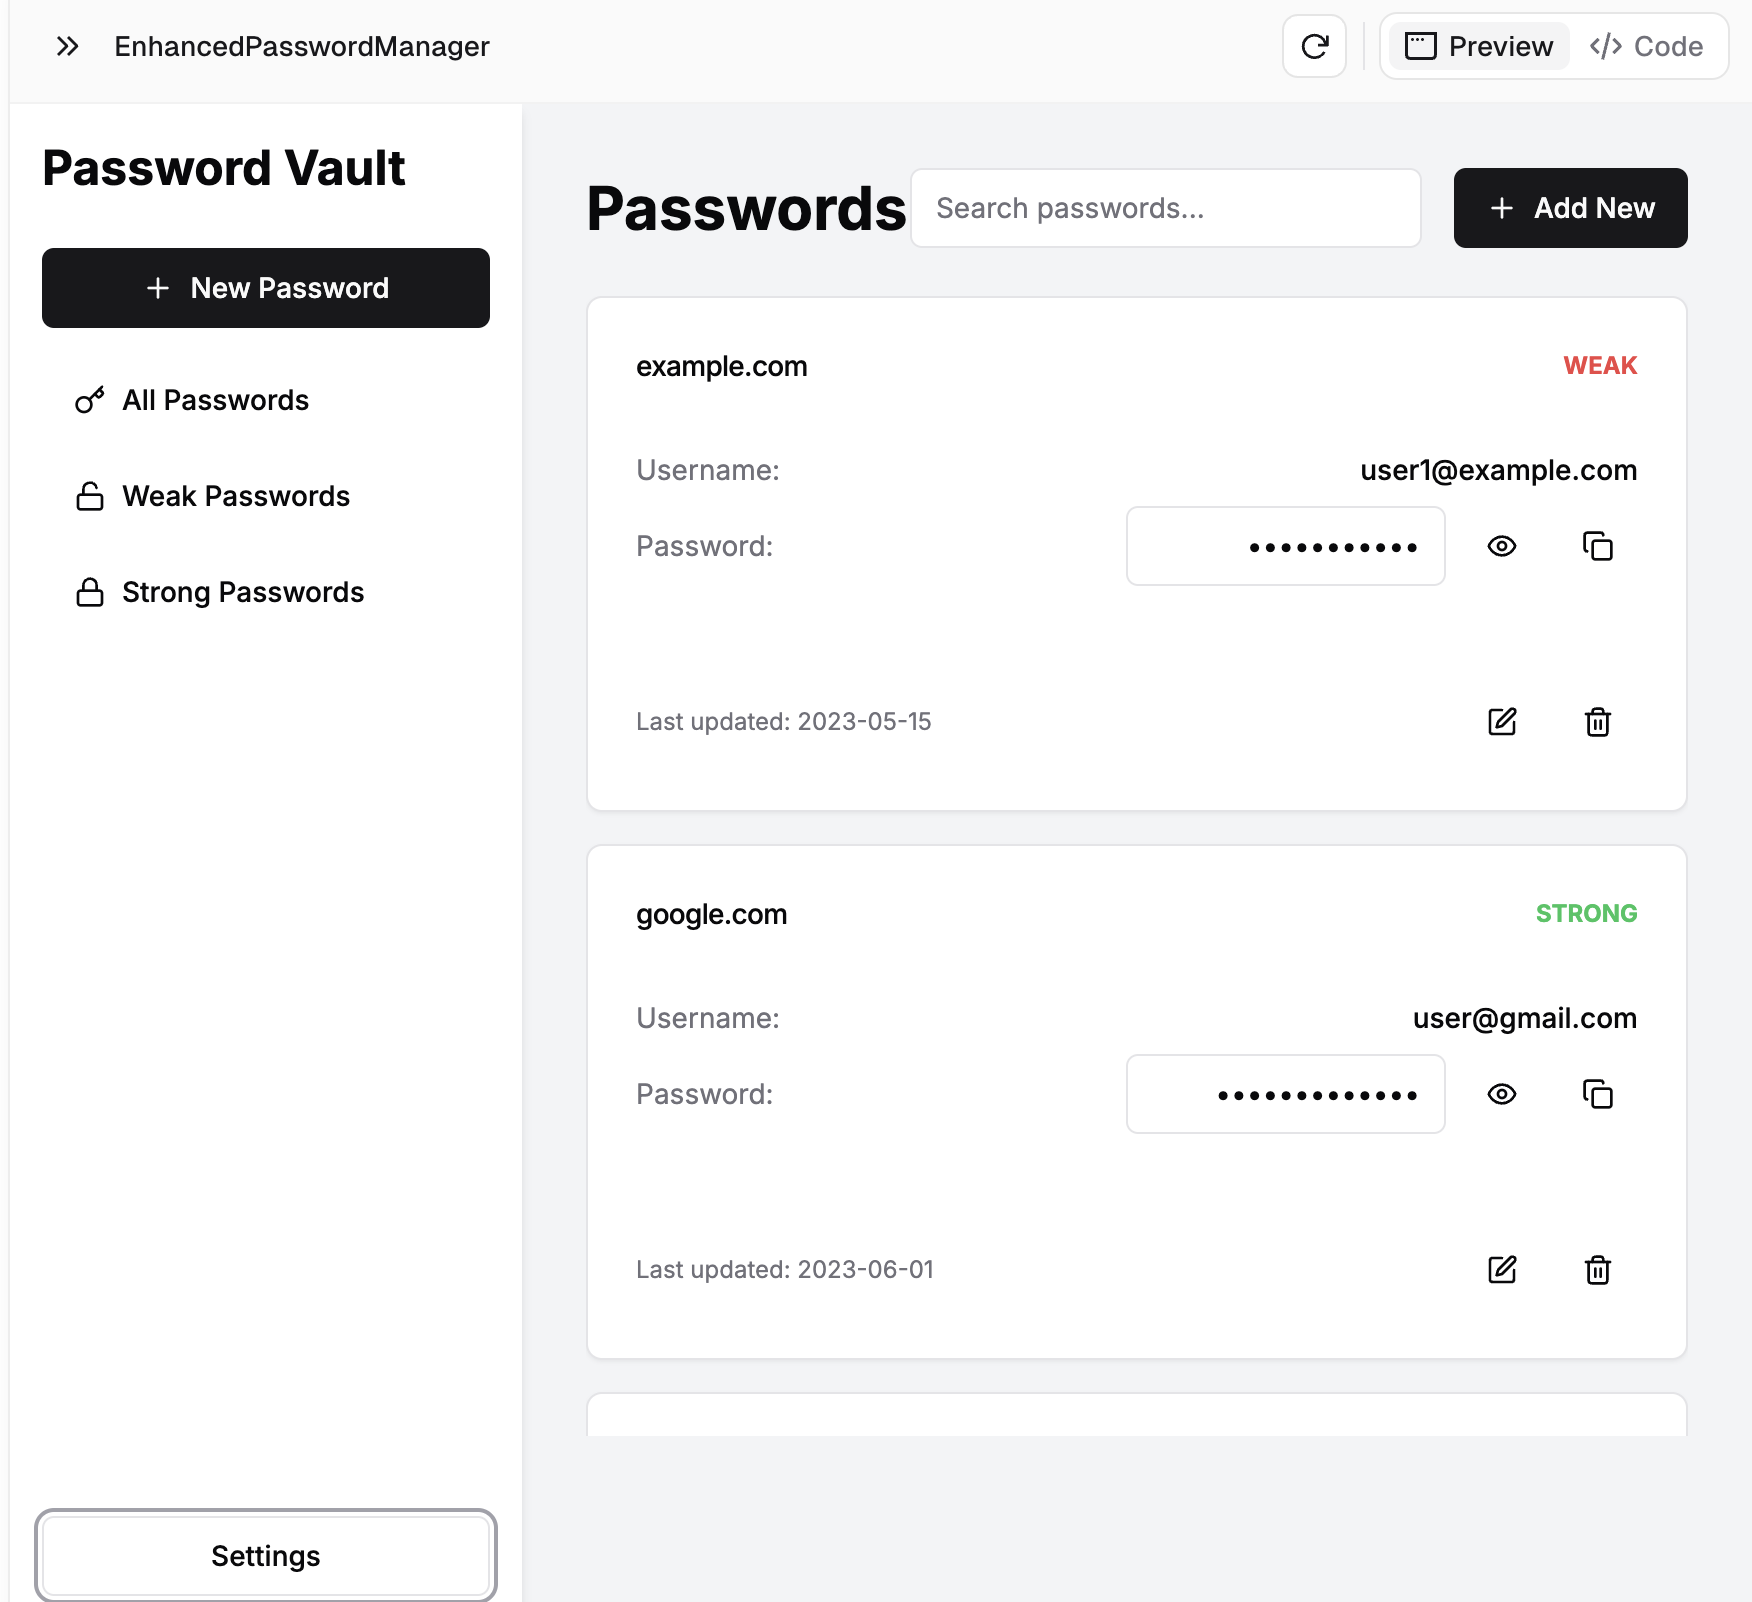 EnhancedPasswordManager
Preview
Code
Password Vault
New Password
All Passwords
Weak Passwords
Strong Passwords
Settings
Passwords
Search passwords...
Add New
example.com
WEAK
Username:
user1@example.com
Password:
•••••••••••
Last updated: 2023-05-15
google.com
STRONG
Username:
user@gmail.com
Password:
•••••••••••••
Last updated: 2023-06-01